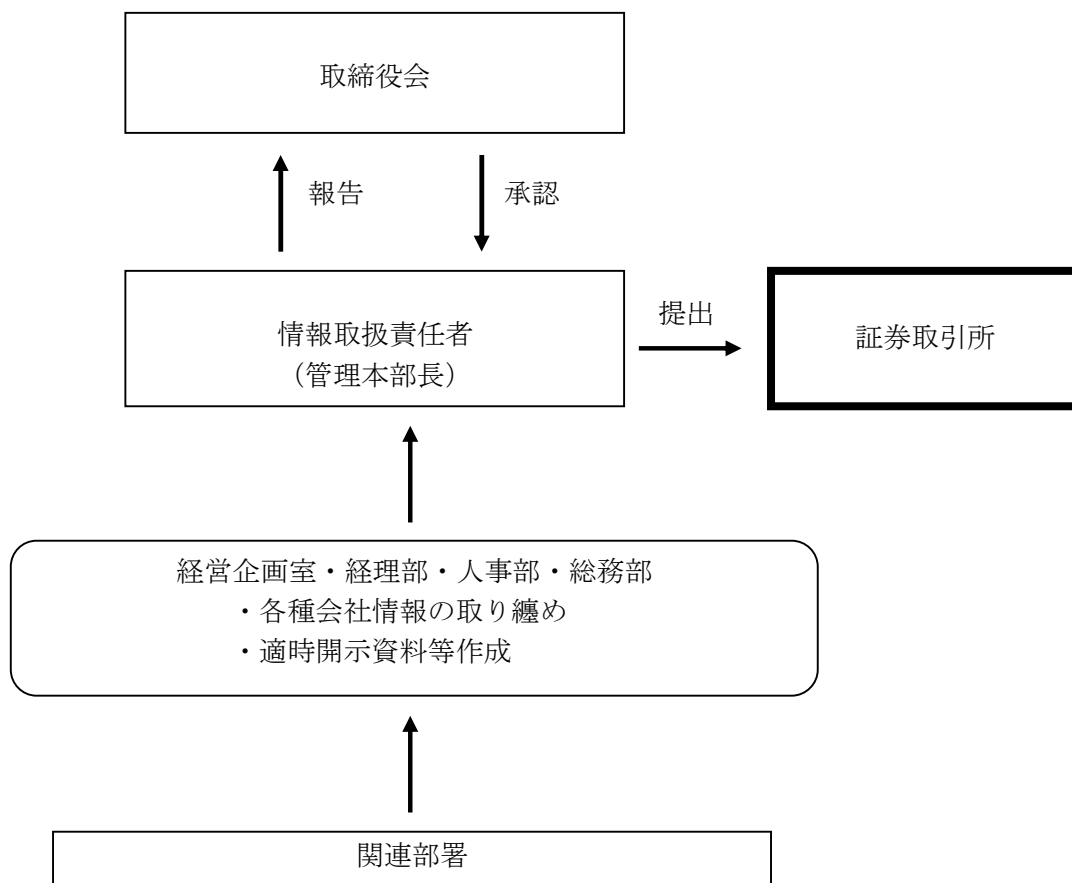 取締役会
報告
承認
情報取扱責任者
（管理本部長）
提出
証券取引所
経営企画室・経理部・人事部・総務部
・各種会社情報の取り纏め
・適時開示資料等作成
関連部署